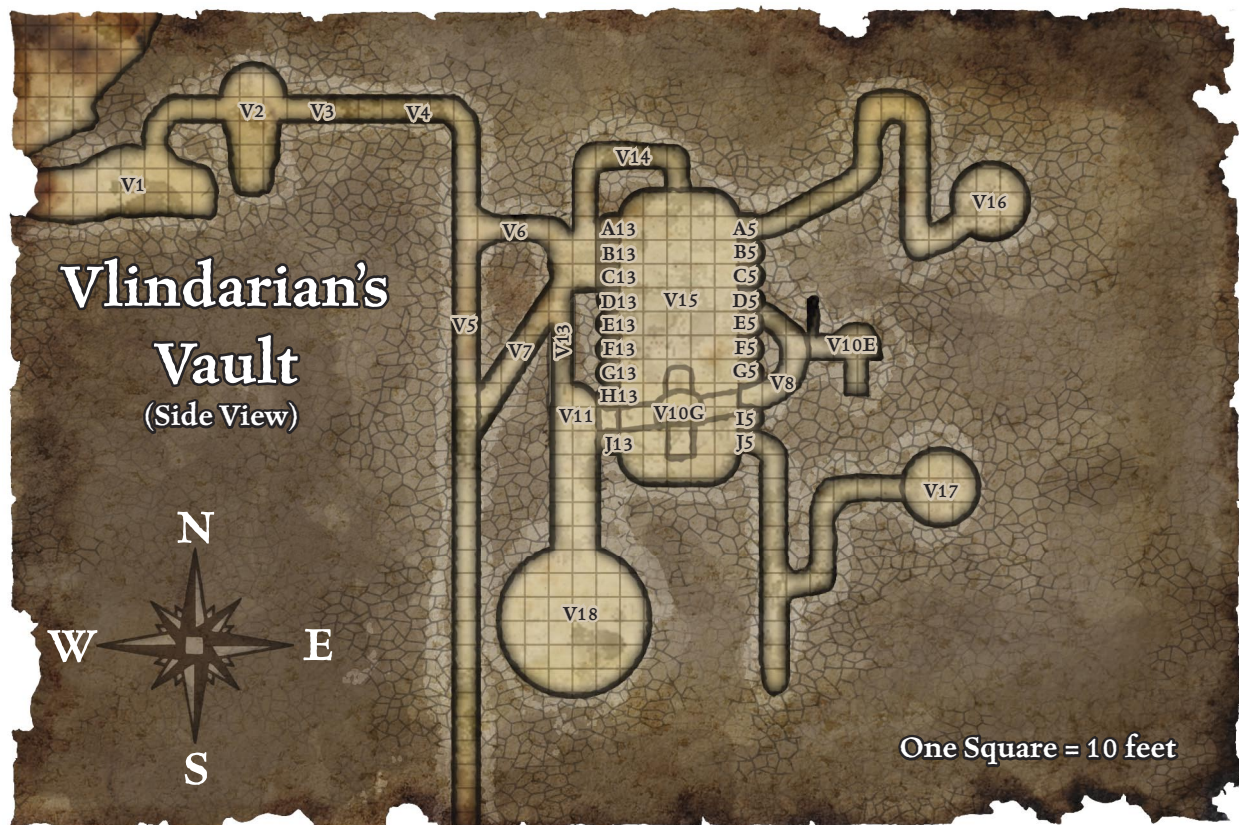 V2
V3
V4
V1
V14
V16
V6
A13
A5
B13
B5
C13
C5
D13
V15
D5
V5
E13
E5
V7
V13
F13
F5
V10E
G13
G5
V8
H13
V11
V10G
I5
J13
J5
V17
V18
Vlindarian's
Vault
(Side View)
N
W
E
S
One Square = 10 feet